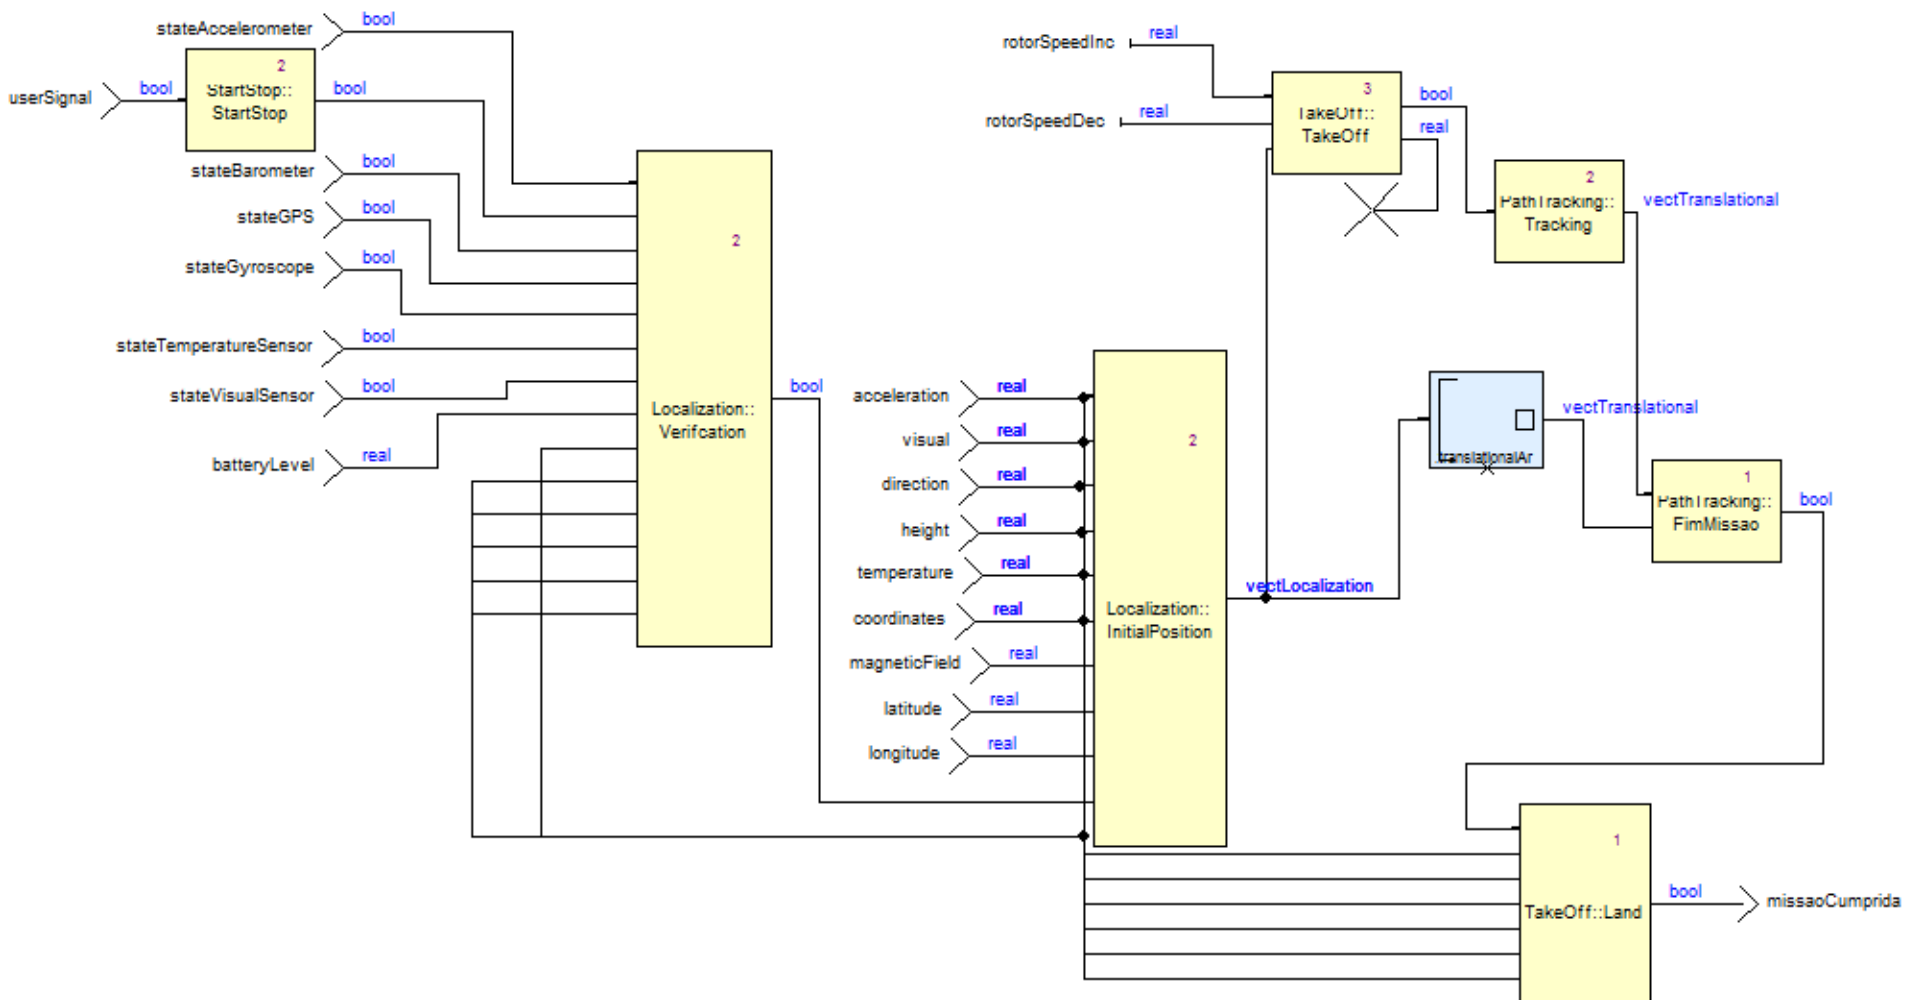 stateAccelerometer
bool
userSignal
bool
2
StartStop::
StartStop
bool
stateBarometer
bool
stateGPS
bool
stateGyroscope
bool
stateTemperatureSensor
bool
stateVisualSensor
bool
batteryLevel
real
2
Localization::
Verifcation
bool
acceleration
real
visual
real
direction
real
height
real
temperature
real
coordinates
real
magneticField
real
latitude
real
longitude
real
2
Localization::
InitialPosition
vectLocalization
rotorSpeedInc
real
rotorSpeedDec
real
3
TakeOff::
TakeOff
bool
real
2
PathTracking::
Tracking
vectTranslational
.translationalAr
vectTranslational
1
PathTracking::
FimMissao
bool
1
TakeOff::Land
bool
missaoCumprida